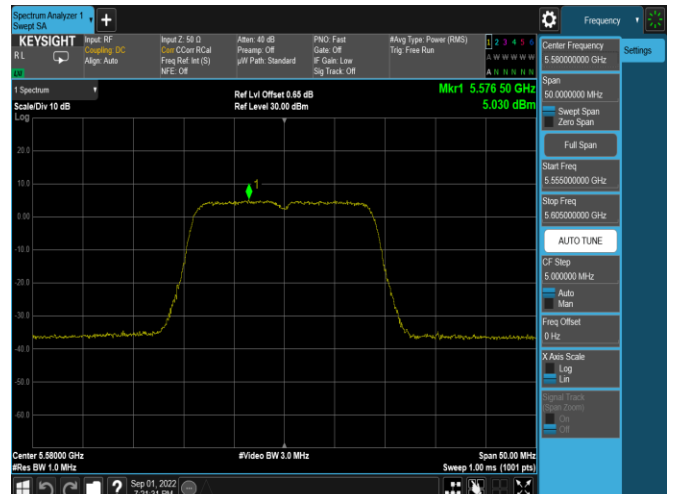 Spectrum Analyzer 1
Swept SA
+
Frequency
KEYSIGHT
R L
Input: RF
Coupling: DC
Align: Auto
Input Z: 50 Ω
Corr CCorr RCal
Freq Ref: Int (S)
NFE: Off
Atten: 40 dB
Preamp: Off
µW Path: Standard
PNO: Fast
Gate: Off
IF Gain: Low
Sig Track: Off
#Avg Type: Power (RMS)
Trig: Free Run
1 2 3 4 5 6
A W W W W W
A N N N N N
1 Spectrum
Scale/Div 10 dB
Log
Ref Lvl Offset 0.65 dB
Ref Level 30.00 dBm
Mkr1 5.576 50 GHz
5.030 dBm
20.0
10.0
0.00
-10.0
-20.0
-30.0
-40.0
-50.0
-60.0
1
Center 5.58000 GHz
#Res BW 1.0 MHz
#Video BW 3.0 MHz
Span 50.00 MHz
Sweep 1.00 ms (1001 pts)
Sep 01, 2022
?
Center Frequency
5.580000000 GHz
Settings
Span
50.0000000 MHz
Swept Span
Zero Span
Full Span
Start Freq
5.555000000 GHz
Stop Freq
5.605000000 GHz
AUTO TUNE
CF Step
5.000000 MHz
Auto
Man
Freq Offset
0 Hz
X Axis Scale
Log
Lin
Signal Track
(Span Zoom)
On
Off